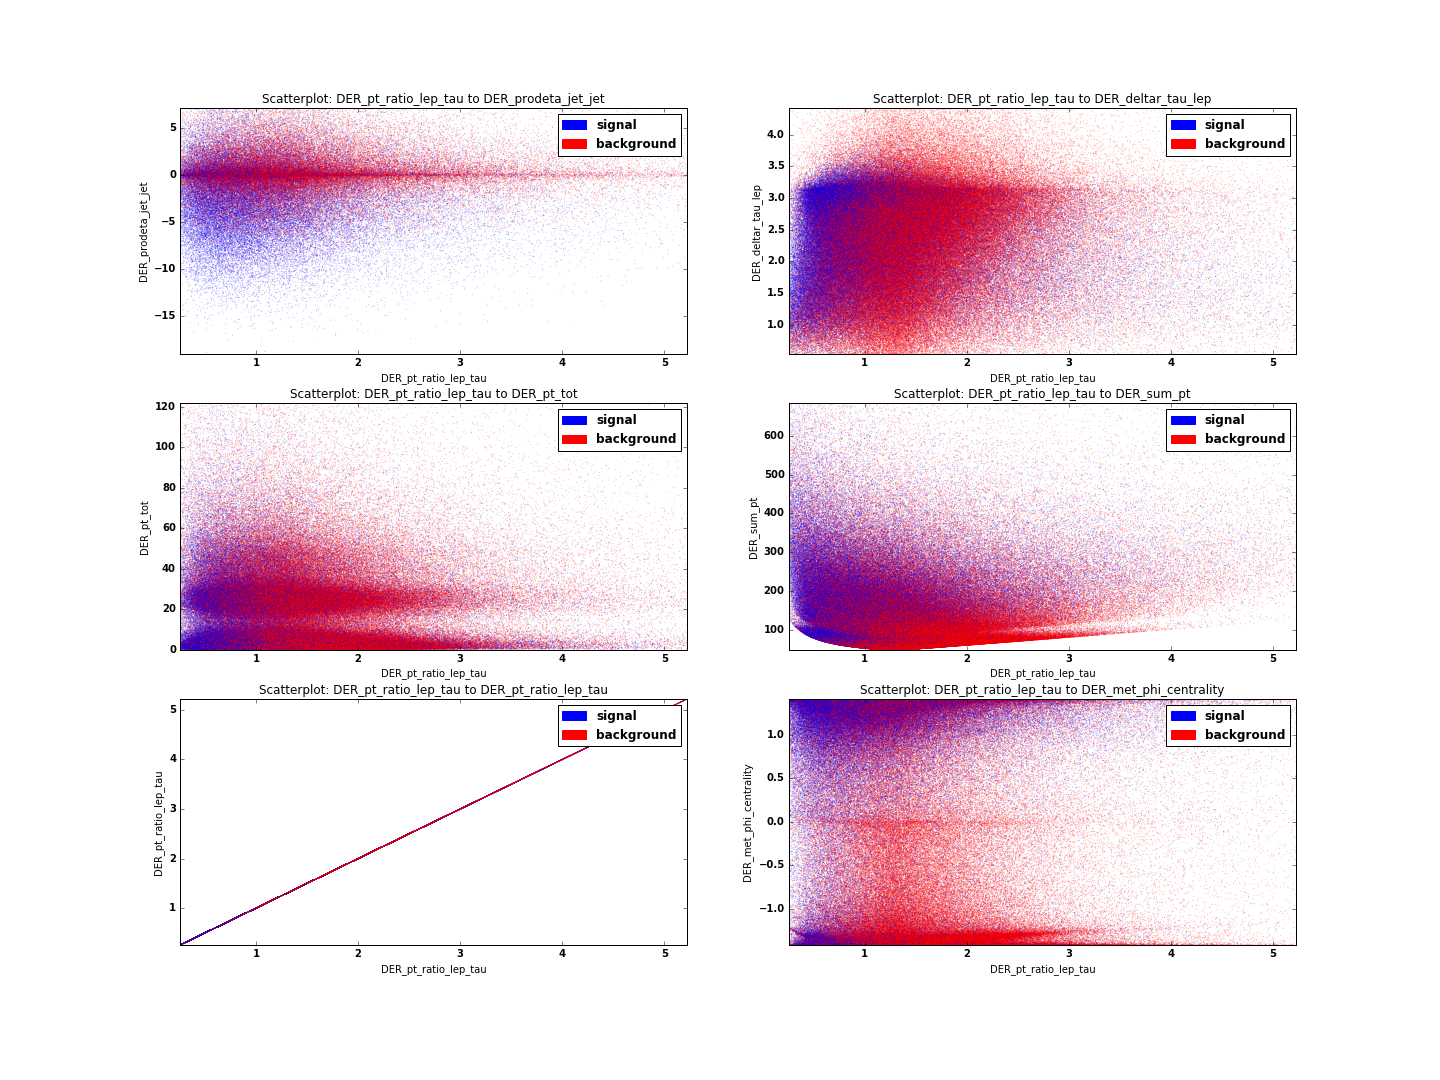 Scatterplot: DER_pt_ratio_lep_tau to DER_prodeta_jet_jet
signal
background
5
0
−5
−10
−15
DER_prodeta_jet_jet
1 2 3 4 5
DER_pt_ratio_lep_tau
Scatterplot: DER_pt_ratio_lep_tau to DER_deltar_tau_lep
signal
background
4.0
3.5
3.0
2.5
2.0
1.5
1.0
DER_deltar_tau_lep
1 2 3 4 5
DER_pt_ratio_lep_tau
Scatterplot: DER_pt_ratio_lep_tau to DER_pt_tot
signal
background
120
100
80
60
40
20
0
DER_pt_tot
1 2 3 4 5
DER_pt_ratio_lep_tau
Scatterplot: DER_pt_ratio_lep_tau to DER_sum_pt
signal
background
600
500
400
300
200
100
DER_sum_pt
1 2 3 4 5
DER_pt_ratio_lep_tau
Scatterplot: DER_pt_ratio_lep_tau to DER_pt_ratio_lep_tau
signal
background
5
4
3
2
1
DER_pt_ratio_lep_tau
1 2 3 4 5
DER_pt_ratio_lep_tau
Scatterplot: DER_pt_ratio_lep_tau to DER_met_phi_centrality
signal
background
1.0
0.5
0.0
−0.5
−1.0
DER_met_phi_centrality
1 2 3 4 5
DER_pt_ratio_lep_tau